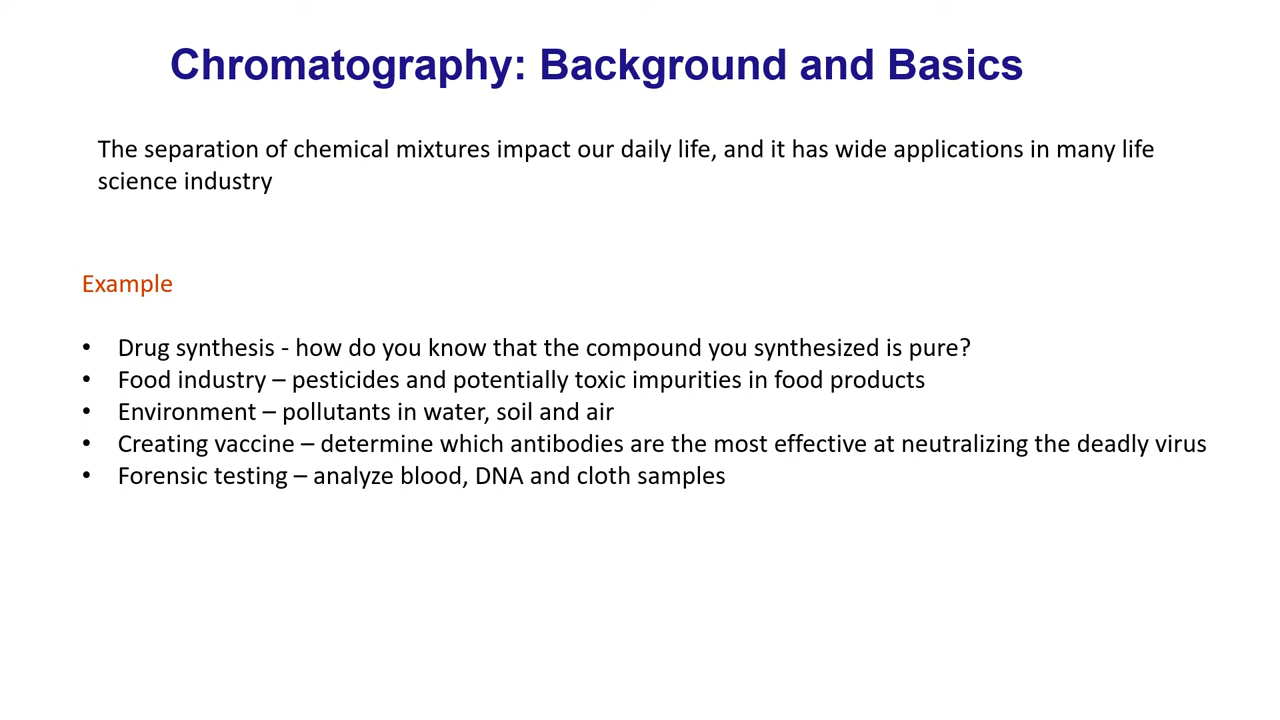 Chromatography: Background and Basics
The separation of chemical mixtures impact our daily life, and it has wide applications in many life
science industry
Example
• Drug synthesis - how do you know that the compound you synthesized is pure?
• Food industry – pesticides and potentially toxic impurities in food products
• Environment – pollutants in water, soil and air
• Creating vaccine – determine which antibodies are the most effective at neutralizing the deadly virus
• Forensic testing – analyze blood, DNA and cloth samples